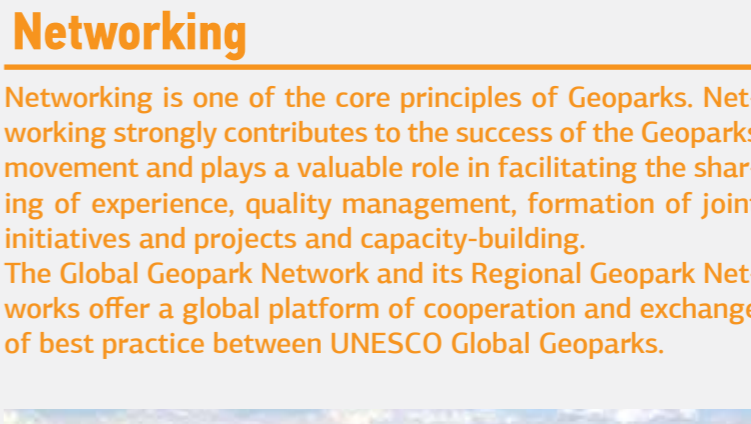 Networking
Networking is one of the core principles of Geoparks. Net-
working strongly contributes to the success of the Geoparks
movement and plays a valuable role in facilitating the shar-
ing of experience, quality management, formation of joint
initiatives and projects and capacity-building.
The Global Geopark Network and its Regional Geopark Net-
works offer a global platform of cooperation and exchange
of best practice between UNESCO Global Geoparks.